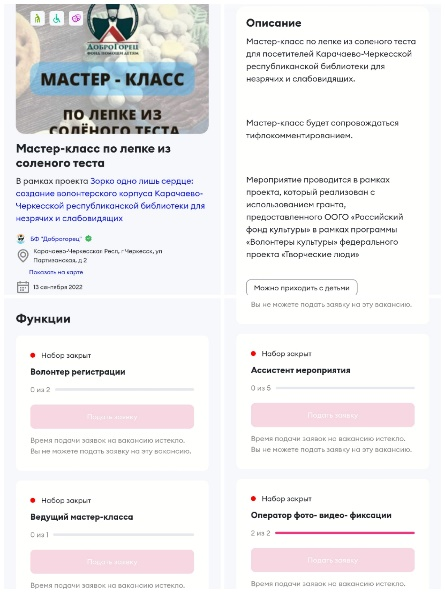 ДОБРОГОРЕЦ
ФОНД ПОМОЩИ ДЕТЯМ
МАСТЕР - КЛАСС
ПО ЛЕПКЕ ИЗ
СОЛЁНОГО ТЕСТА
Мастер-класс по лепке из
соленого теста
В рамках проекта Зорко одно лишь сердце:
создание волонтерского корпуса Карачаево-
Черкесской республиканской библиотеки для
незрячих и слабовидящих
БФ "Доброгорец"
Карачаево-Черкесская Респ, г Черкесск, ул
Партизанская, д 2
Показать на карте
13 сентября 2022
Описание
Мастер-класс по лепке из соленого теста
для посетителей Карачаево-Черкесской
республиканской библиотеки для
незрячих и слабовидящих.
Мастер-класс будет сопровождаться
тифлокомментированием.
Мероприятие проводится в рамках
проекта, который реализован с
использованием гранта,
предоставленного ООГО «Российский
фонд культуры» в рамках программы
«Волонтеры культуры» федерального
проекта «Творческие люди»
Можно приходить с детьми
Функции
Набор закрыт
Волонтер регистрации
0 из 2
Подать заявку
Время подачи заявок на вакансию истекло.
Вы не можете подать заявку на эту вакансию.
Набор закрыт
Ведущий мастер-класса
0 из 1
Подать заявку
Время подачи заявок на вакансию истекло.
Вы не можете подать заявку на эту вакансию.
Набор закрыт
Ассистент мероприятия
0 из 5
Подать заявку
Время подачи заявок на вакансию истекло.
Вы не можете подать заявку на эту вакансию.
Набор закрыт
Оператор фото- видео- фиксации
2 из 2
Подать заявку
Время подачи заявок на вакансию истекло.